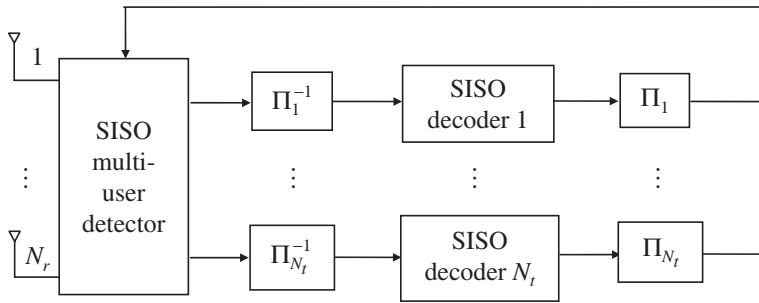 1
SISO
multi-
user
detector
⋮
N_r
Π_1^{-1}
SISO
decoder 1
Π_1
⋮
⋮
⋮
Π_{N_t}^{-1}
SISO
decoder N_t
Π_{N_t}